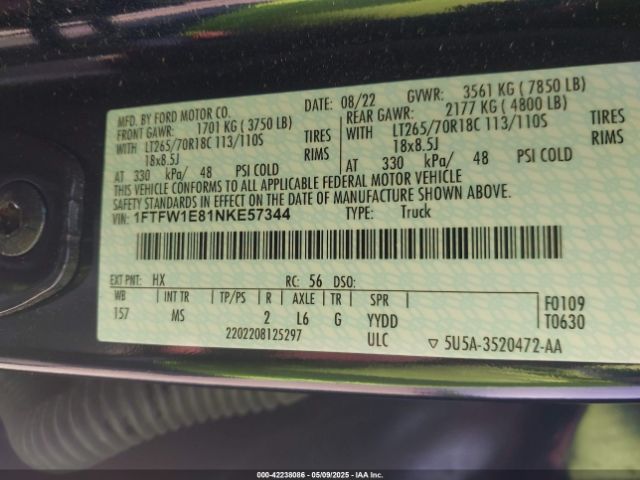 MFD. BY FORD MOTOR CO.
DATE: 08/22 GVWR: 3561 KG ( 7850 LB)
FRONT GAWR: 1701 KG ( 3750 LB) REAR GAWR: 2177 KG ( 4800 LB)
WITH LT265/70R18C 113/110S TIRES WITH LT265/70R18C 113/110S TIRES
18x8.5J RIMS 18x8.5J RIMS
AT 330 kPa/ 48 PSI COLD AT 330 kPa/ 48 PSI COLD
THIS VEHICLE CONFORMS TO ALL APPLICABLE FEDERAL MOTOR VEHICLE
SAFETY STANDARDS IN EFFECT ON THE DATE OF MANUFACTURE SHOWN ABOVE.
VIN: 1FTFW1E81NKE57344 TYPE: Truck
EXT PNT: HX RC: 56 DSO:
WB INT TR TP/PS R AXLE TR SPR F0109
157 MS 2 L6 G YYDD T0630
2202208125297 ULC ▽ 5U5A-3520472-AA
000-42238086 - 05/09/2025 - IAA Inc.